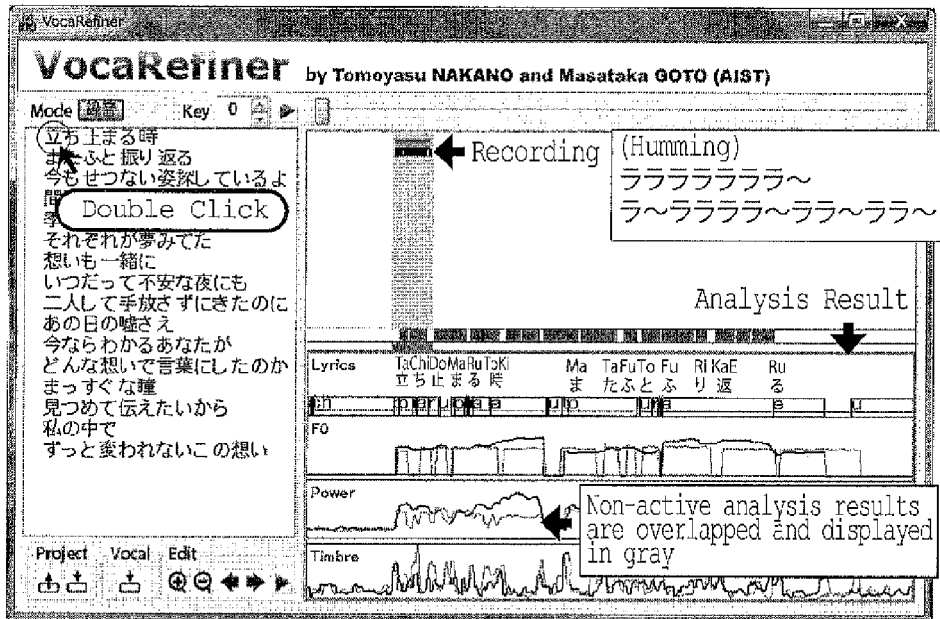 VocaRefiner
VocaRefiner by Tomoyasu NAKANO and Masataka GOTO (AIST)
Mode 録音 Key 0
立ち止まる時
またふと振り返る
今もせつない姿探しているよ
Double Click
それぞれが夢みてた
想いも一緒に
いつだって不安な夜にも
二人して手放さずにきたのに
あの日の嘘さえ
今ならわかるあなたが
どんな想いで言葉にしたのか
まっすぐな瞳
見つめて伝えたいから
私の中で
ずっと変われないこの想い
Project Vocal Edit
Recording
(Humming)
ララララララララ〜
ラ〜ララララ〜ララ〜ララ〜
Analysis Result
Lyrics
TaChiDoMaRuToKi Ma TaFuTo Fu Ri KaE Ru
立ち止まる時 ま たふと ふ り 返 る
F0
Power
Non-active analysis results
are overlapped and displayed
in gray
Timbre